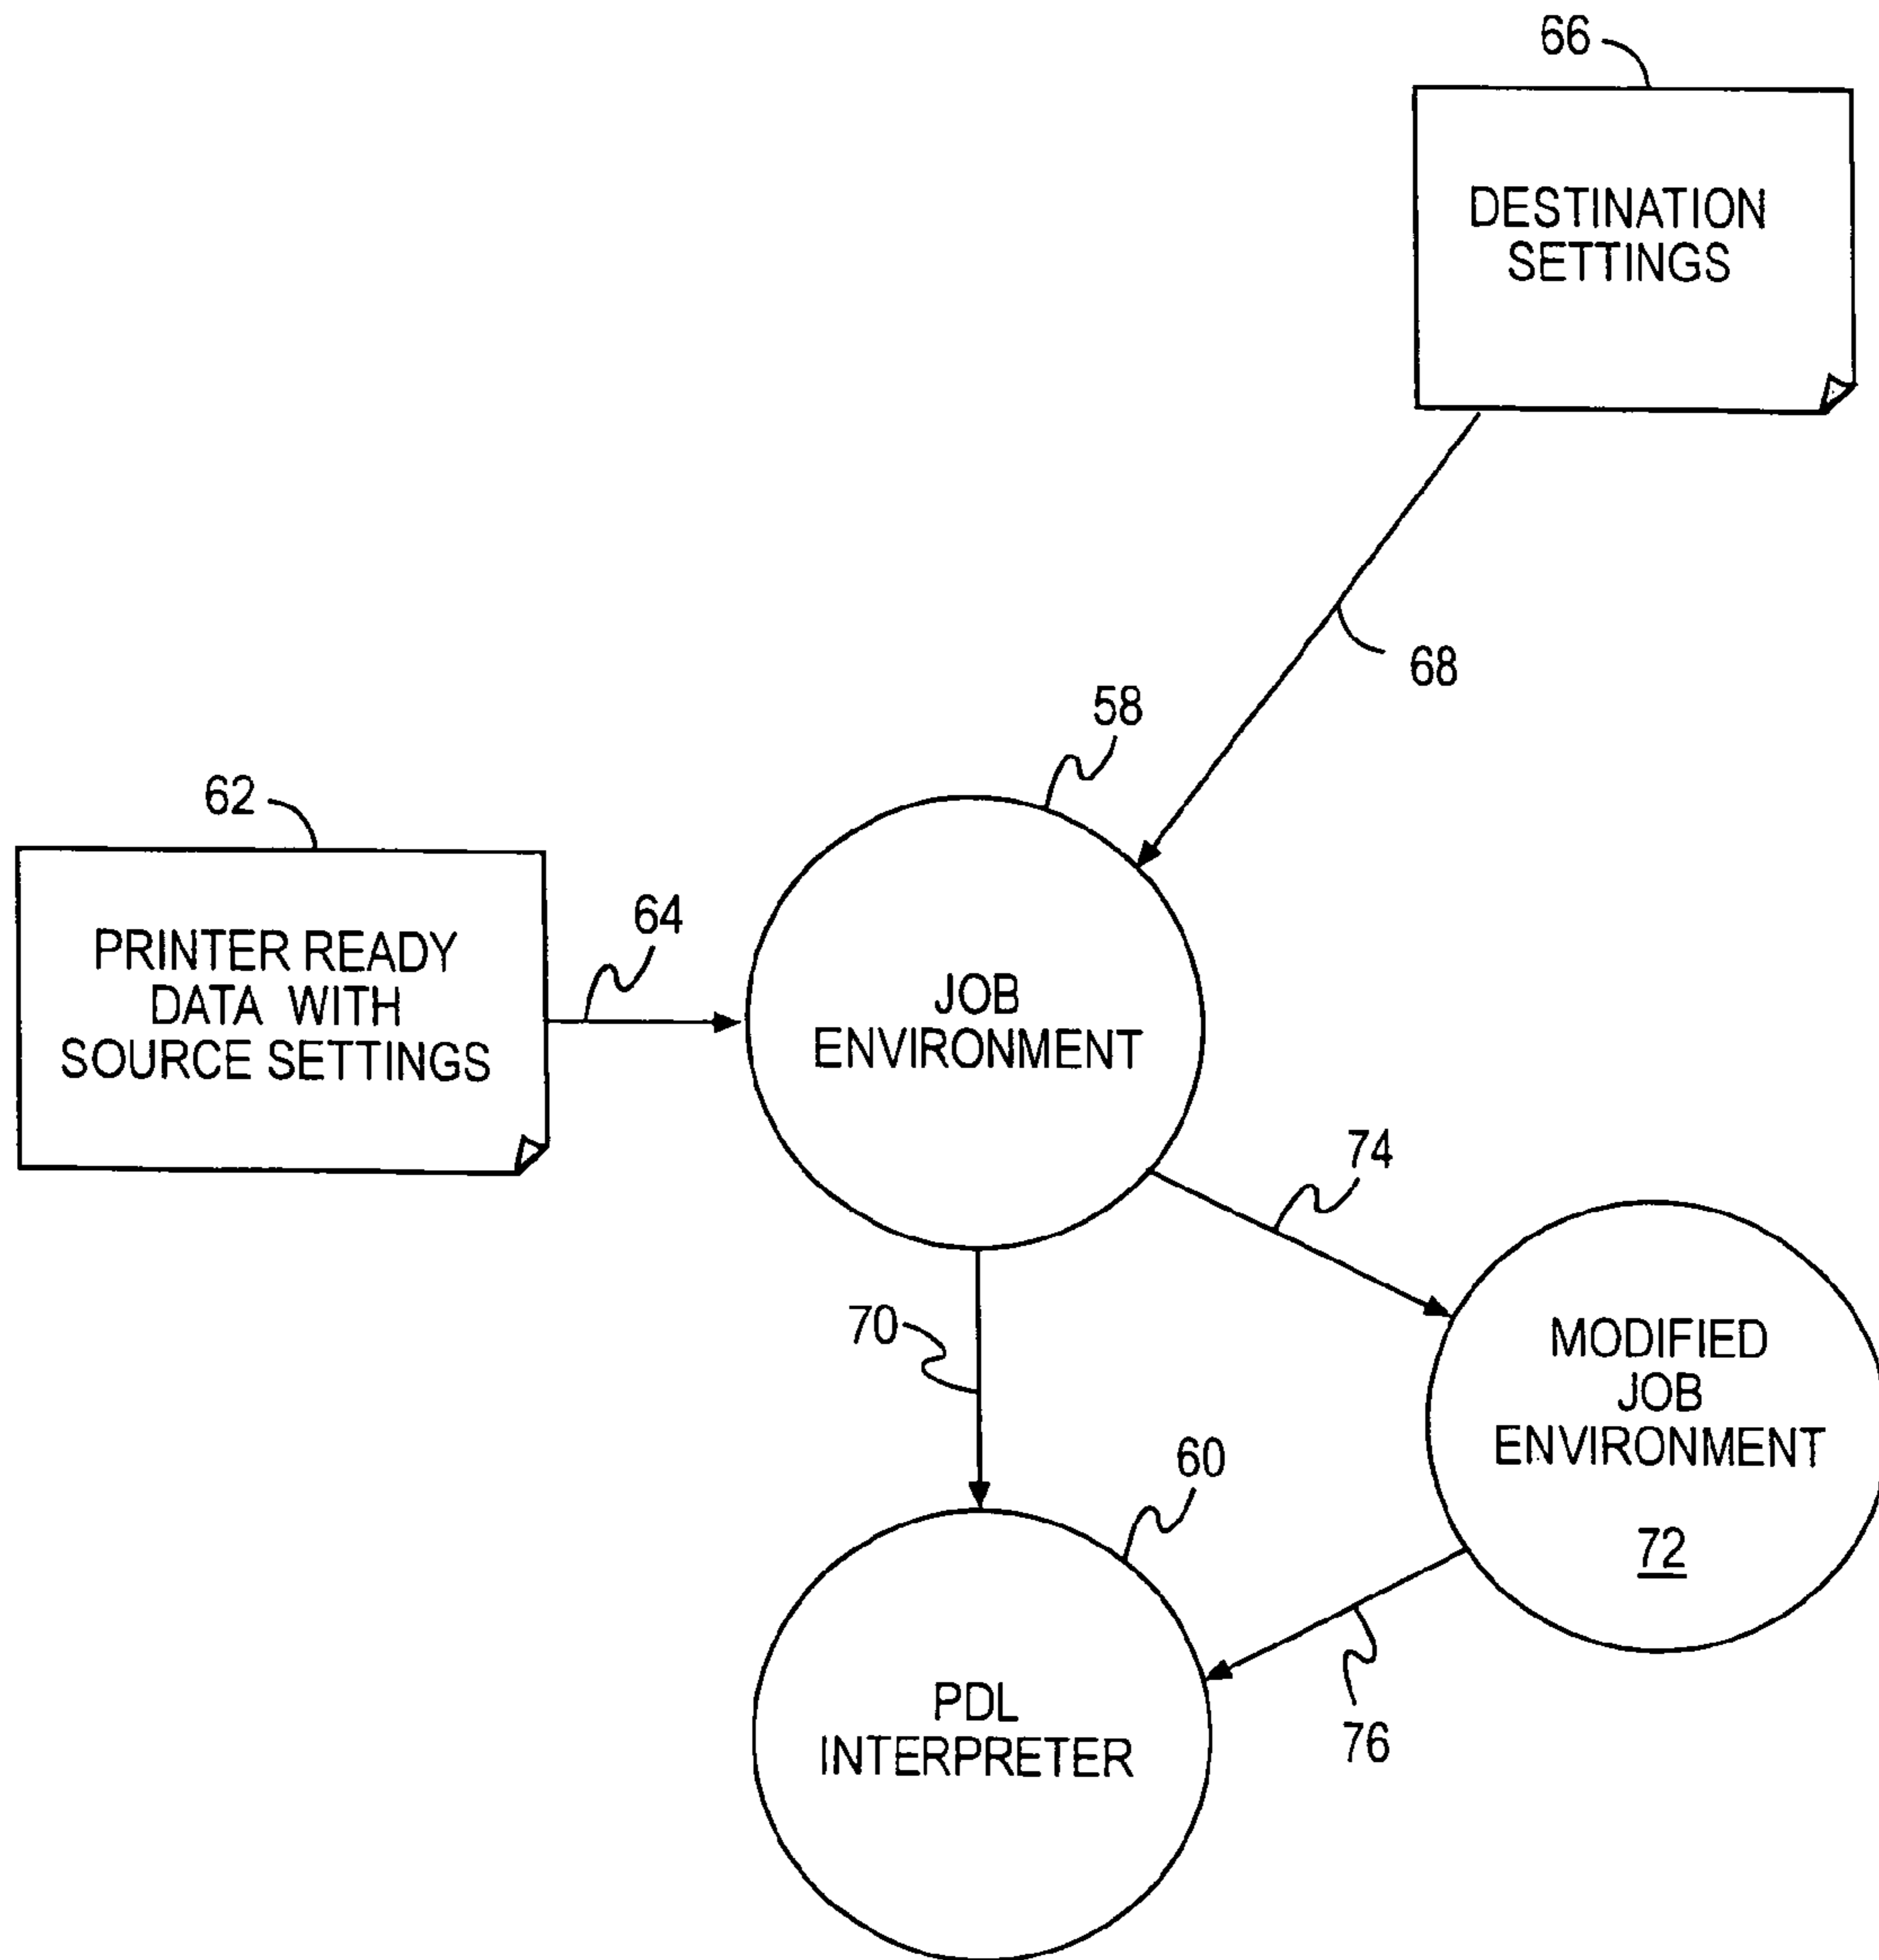 66
DESTINATION
SETTINGS
68
58
62
64
PRINTER READY
DATA WITH
SOURCE SETTINGS
JOB
ENVIRONMENT
74
70
MODIFIED
JOB
ENVIRONMENT
72
60
76
PDL
INTERPRETER